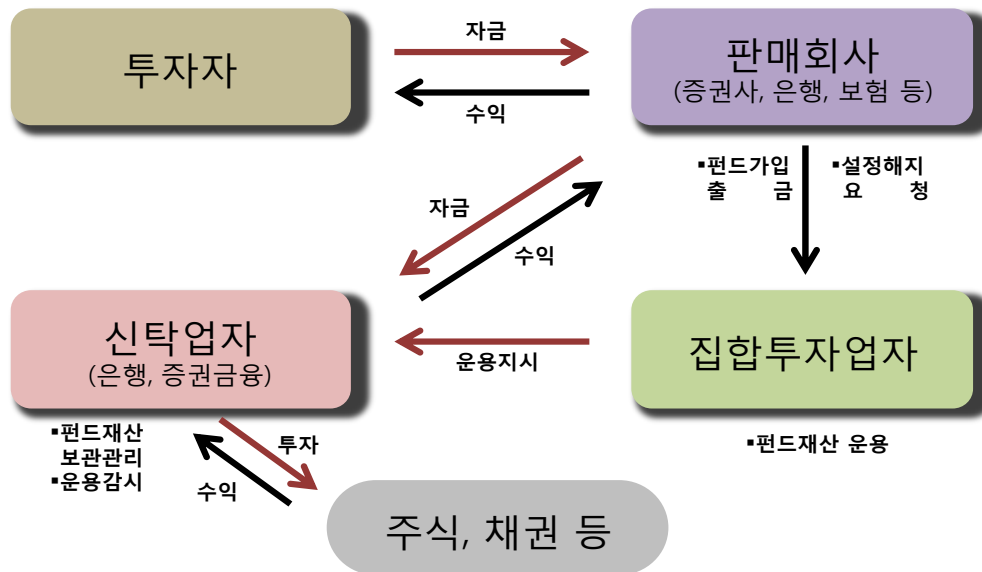 투자자
자금
수익
판매회사
(증권사, 은행, 보험 등)
▪펀드가입
출 금
▪설정해지
요 청
자금
수익
신탁업자
(은행, 증권금융)
운용지시
집합투자업자
▪펀드재산
보관관리
▪운용감시
투자
수익
▪펀드재산 운용
주식, 채권 등